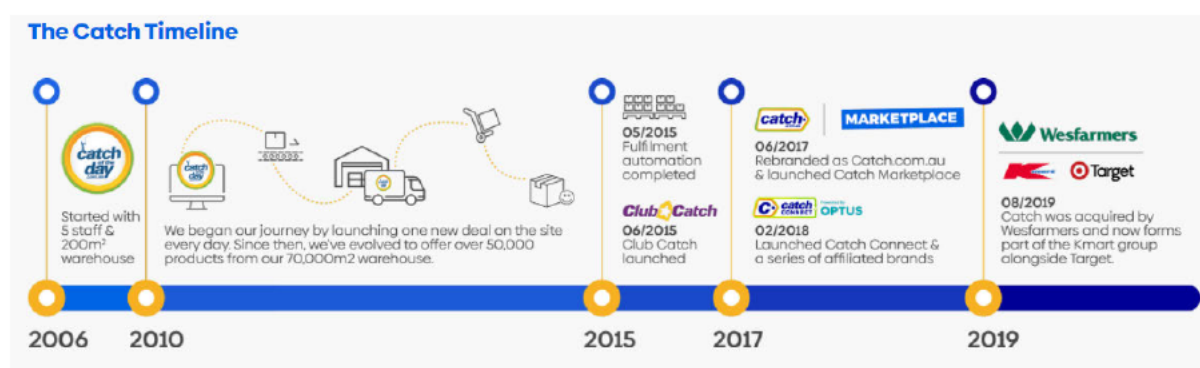 The Catch Timeline
catch
of the
day
Started with
5 staff &
200m²
warehouse
catch
of the
day
We began our journey by launching one new deal on the site
every day. Since then, we've evolved to offer over 50,000
products from our 70,000m2 warehouse.
05/2015
Fulfilment
automation
completed
Club Catch
06/2015
Club Catch
launched
catch
MARKETPLACE
06/2017
Rebranded as Catch.com.au
& launched Catch Marketplace
C catch
CONNECT
OPTUS
02/2018
Launched Catch Connect &
a series of affiliated brands
Wesfarmers
K
Target
08/2019
Catch was acquired by
Wesfarmers and now forms
part of the Kmart group
alongside Target.
2006
2010
2015
2017
2019